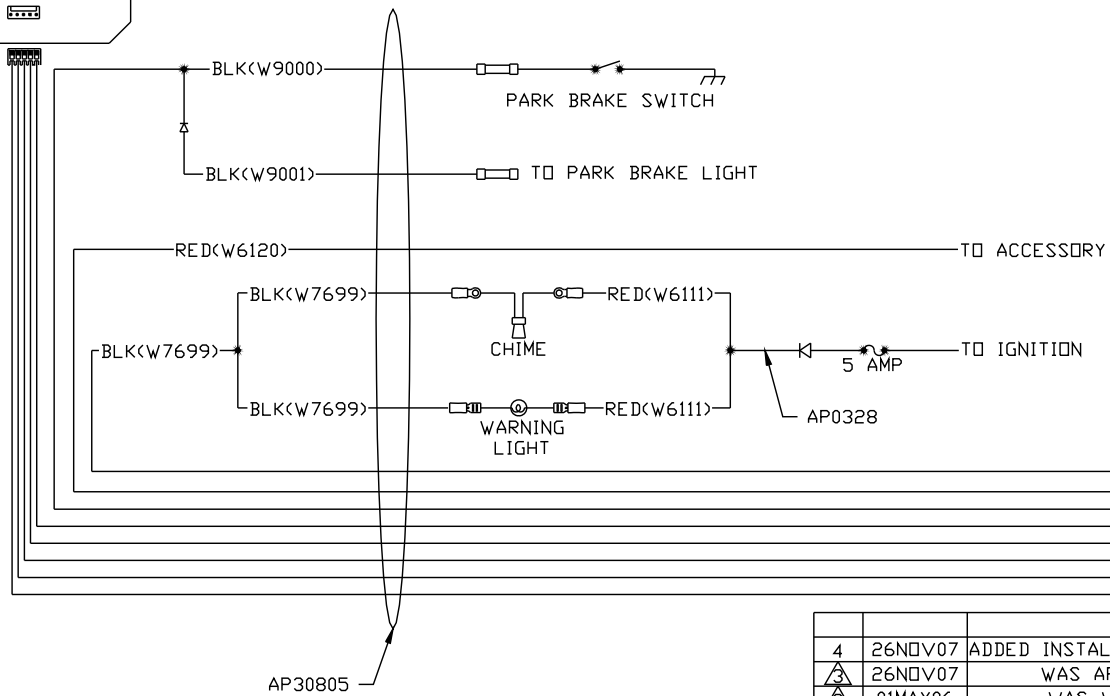 BLK(W9000)
PARK BRAKE SWITCH
BLK(W9001)
TO PARK BRAKE LIGHT
RED(W6120)
TO ACCESSORY
BLK(W7699)
RED(W6111)
CHIME
BLK(W7699)
TO IGNITION
5 AMP
BLK(W7699)
RED(W6111)
AP0328
WARNING
LIGHT
AP30805
4 26NOV07 ADDED INSTAL
3 26NOV07 WAS